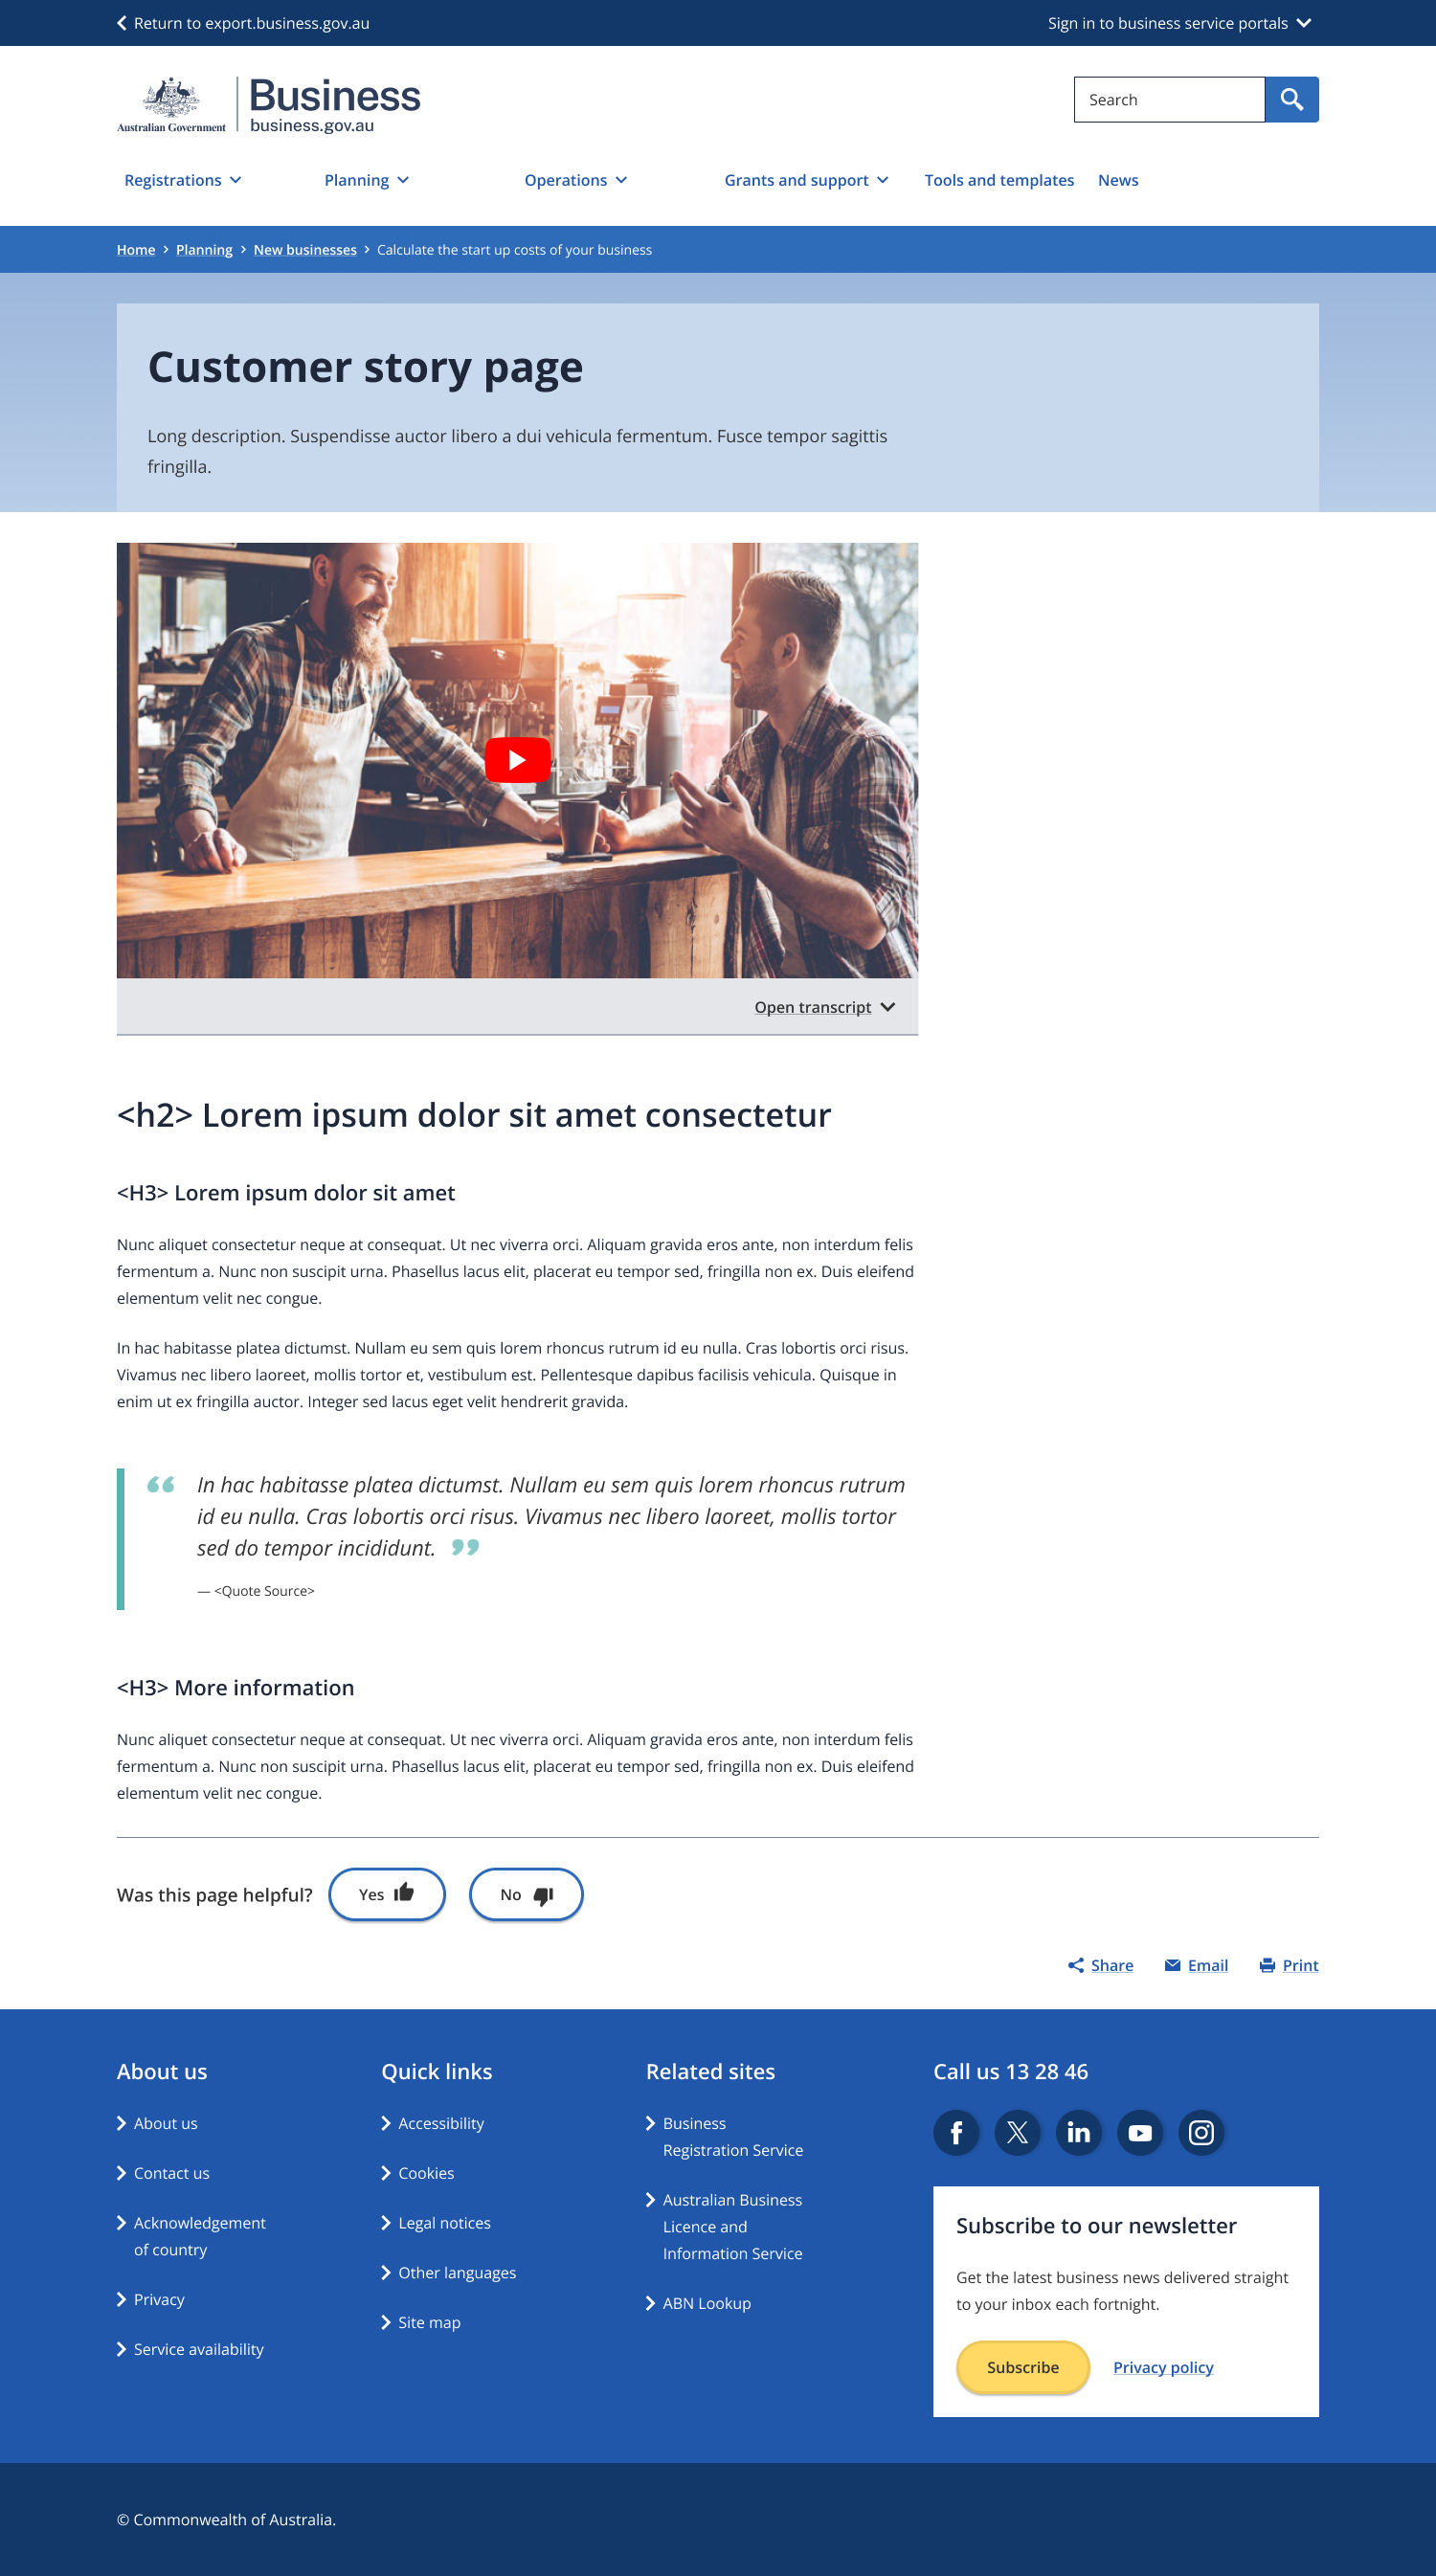 Return to export.business.gov.au
Sign in to business service portals
Australian Government
Business
business.gov.au
Search
Registrations
Planning
Operations
Grants and support
Tools and templates
News
Home
Planning
New businesses
Calculate the start up costs of your business
Customer story page
Long description. Suspendisse auctor libero a dui vehicula fermentum. Fusce tempor sagittis
fringilla.
Open transcript
<h2> Lorem ipsum dolor sit amet consectetur
<H3> Lorem ipsum dolor sit amet
Nunc aliquet consectetur neque at consequat. Ut nec viverra orci. Aliquam gravida eros ante, non interdum felis
fermentum a. Nunc non suscipit urna. Phasellus lacus elit, placerat eu tempor sed, fringilla non ex. Duis eleifend
elementum velit nec congue.
In hac habitasse platea dictumst. Nullam eu sem quis lorem rhoncus rutrum id eu nulla. Cras lobortis orci risus.
Vivamus nec libero laoreet, mollis tortor et, vestibulum est. Pellentesque dapibus facilisis vehicula. Quisque in
enim ut ex fringilla auctor. Integer sed lacus eget velit hendrerit gravida.
“ In hac habitasse platea dictumst. Nullam eu sem quis lorem rhoncus rutrum
id eu nulla. Cras lobortis orci risus. Vivamus nec libero laoreet, mollis tortor
sed do tempor incididunt. ”
— <Quote Source>
<H3> More information
Nunc aliquet consectetur neque at consequat. Ut nec viverra orci. Aliquam gravida eros ante, non interdum felis
fermentum a. Nunc non suscipit urna. Phasellus lacus elit, placerat eu tempor sed, fringilla non ex. Duis eleifend
elementum velit nec congue.
Was this page helpful?
Yes
No
Share
Email
Print
About us
About us
Contact us
Acknowledgement
of country
Privacy
Service availability
Quick links
Accessibility
Cookies
Legal notices
Other languages
Site map
Related sites
Business
Registration Service
Australian Business
Licence and
Information Service
ABN Lookup
Call us 13 28 46
Subscribe to our newsletter
Get the latest business news delivered straight
to your inbox each fortnight.
Subscribe
Privacy policy
© Commonwealth of Australia.